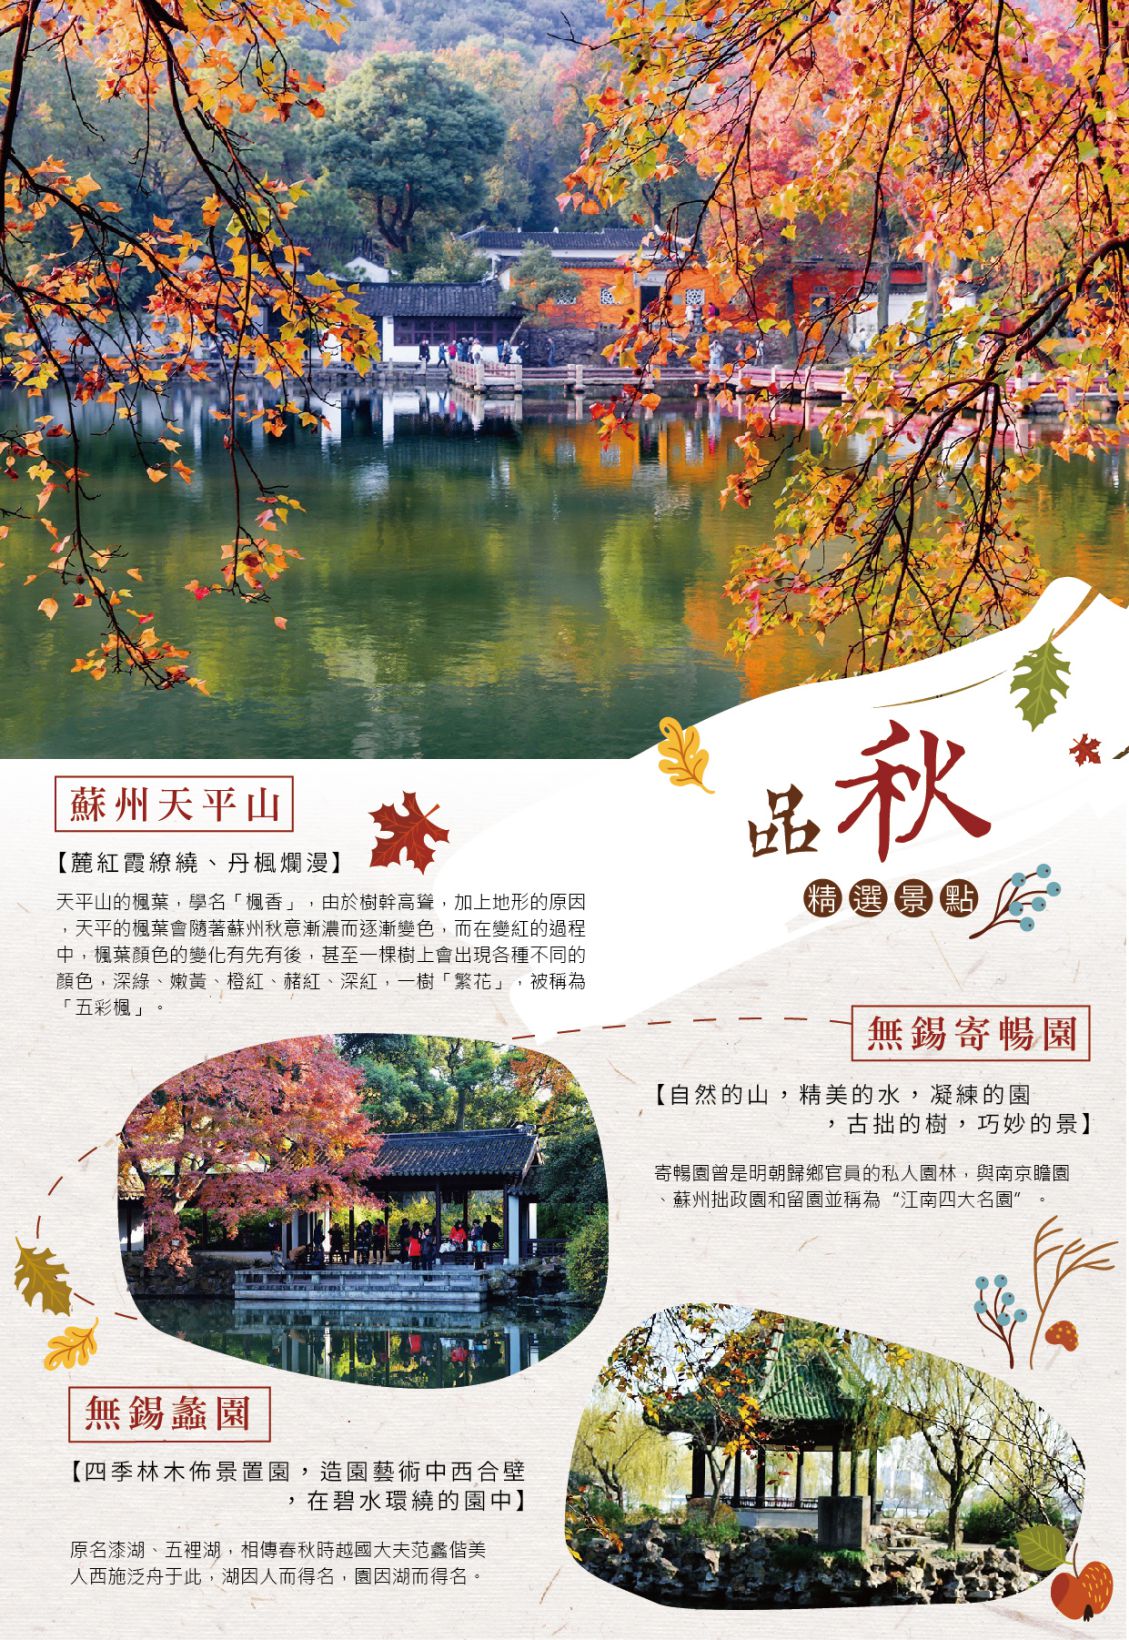 品秋
精選景點
蘇州天平山
【麓紅霞繚繞、丹楓爛漫】
天平山的楓葉，學名「楓香」，由於樹幹高聳，加上地形的原因
，天平的楓葉會隨著蘇州秋意漸濃而逐漸變色，而在變紅的過程
中，楓葉顏色的變化有先有後，甚至一棵樹上會出現各種不同的
顏色，深綠、嫩黃、橙紅、赭紅、深紅，一樹「繁花」，被稱為
「五彩楓」。
無錫寄暢園
【自然的山，精美的水，凝練的園
，古拙的樹，巧妙的景】
寄暢園曾是明朝歸鄉官員的私人園林，與南京瞻園
、蘇州拙政園和留園並稱為“江南四大名園”。
無錫蠡園
【四季林木佈景置園，造園藝術中西合壁
，在碧水環繞的園中】
原名漆湖、五裡湖，相傳春秋時越國大夫范蠡偕美
人西施泛舟于此，湖因人而得名，園因湖而得名。